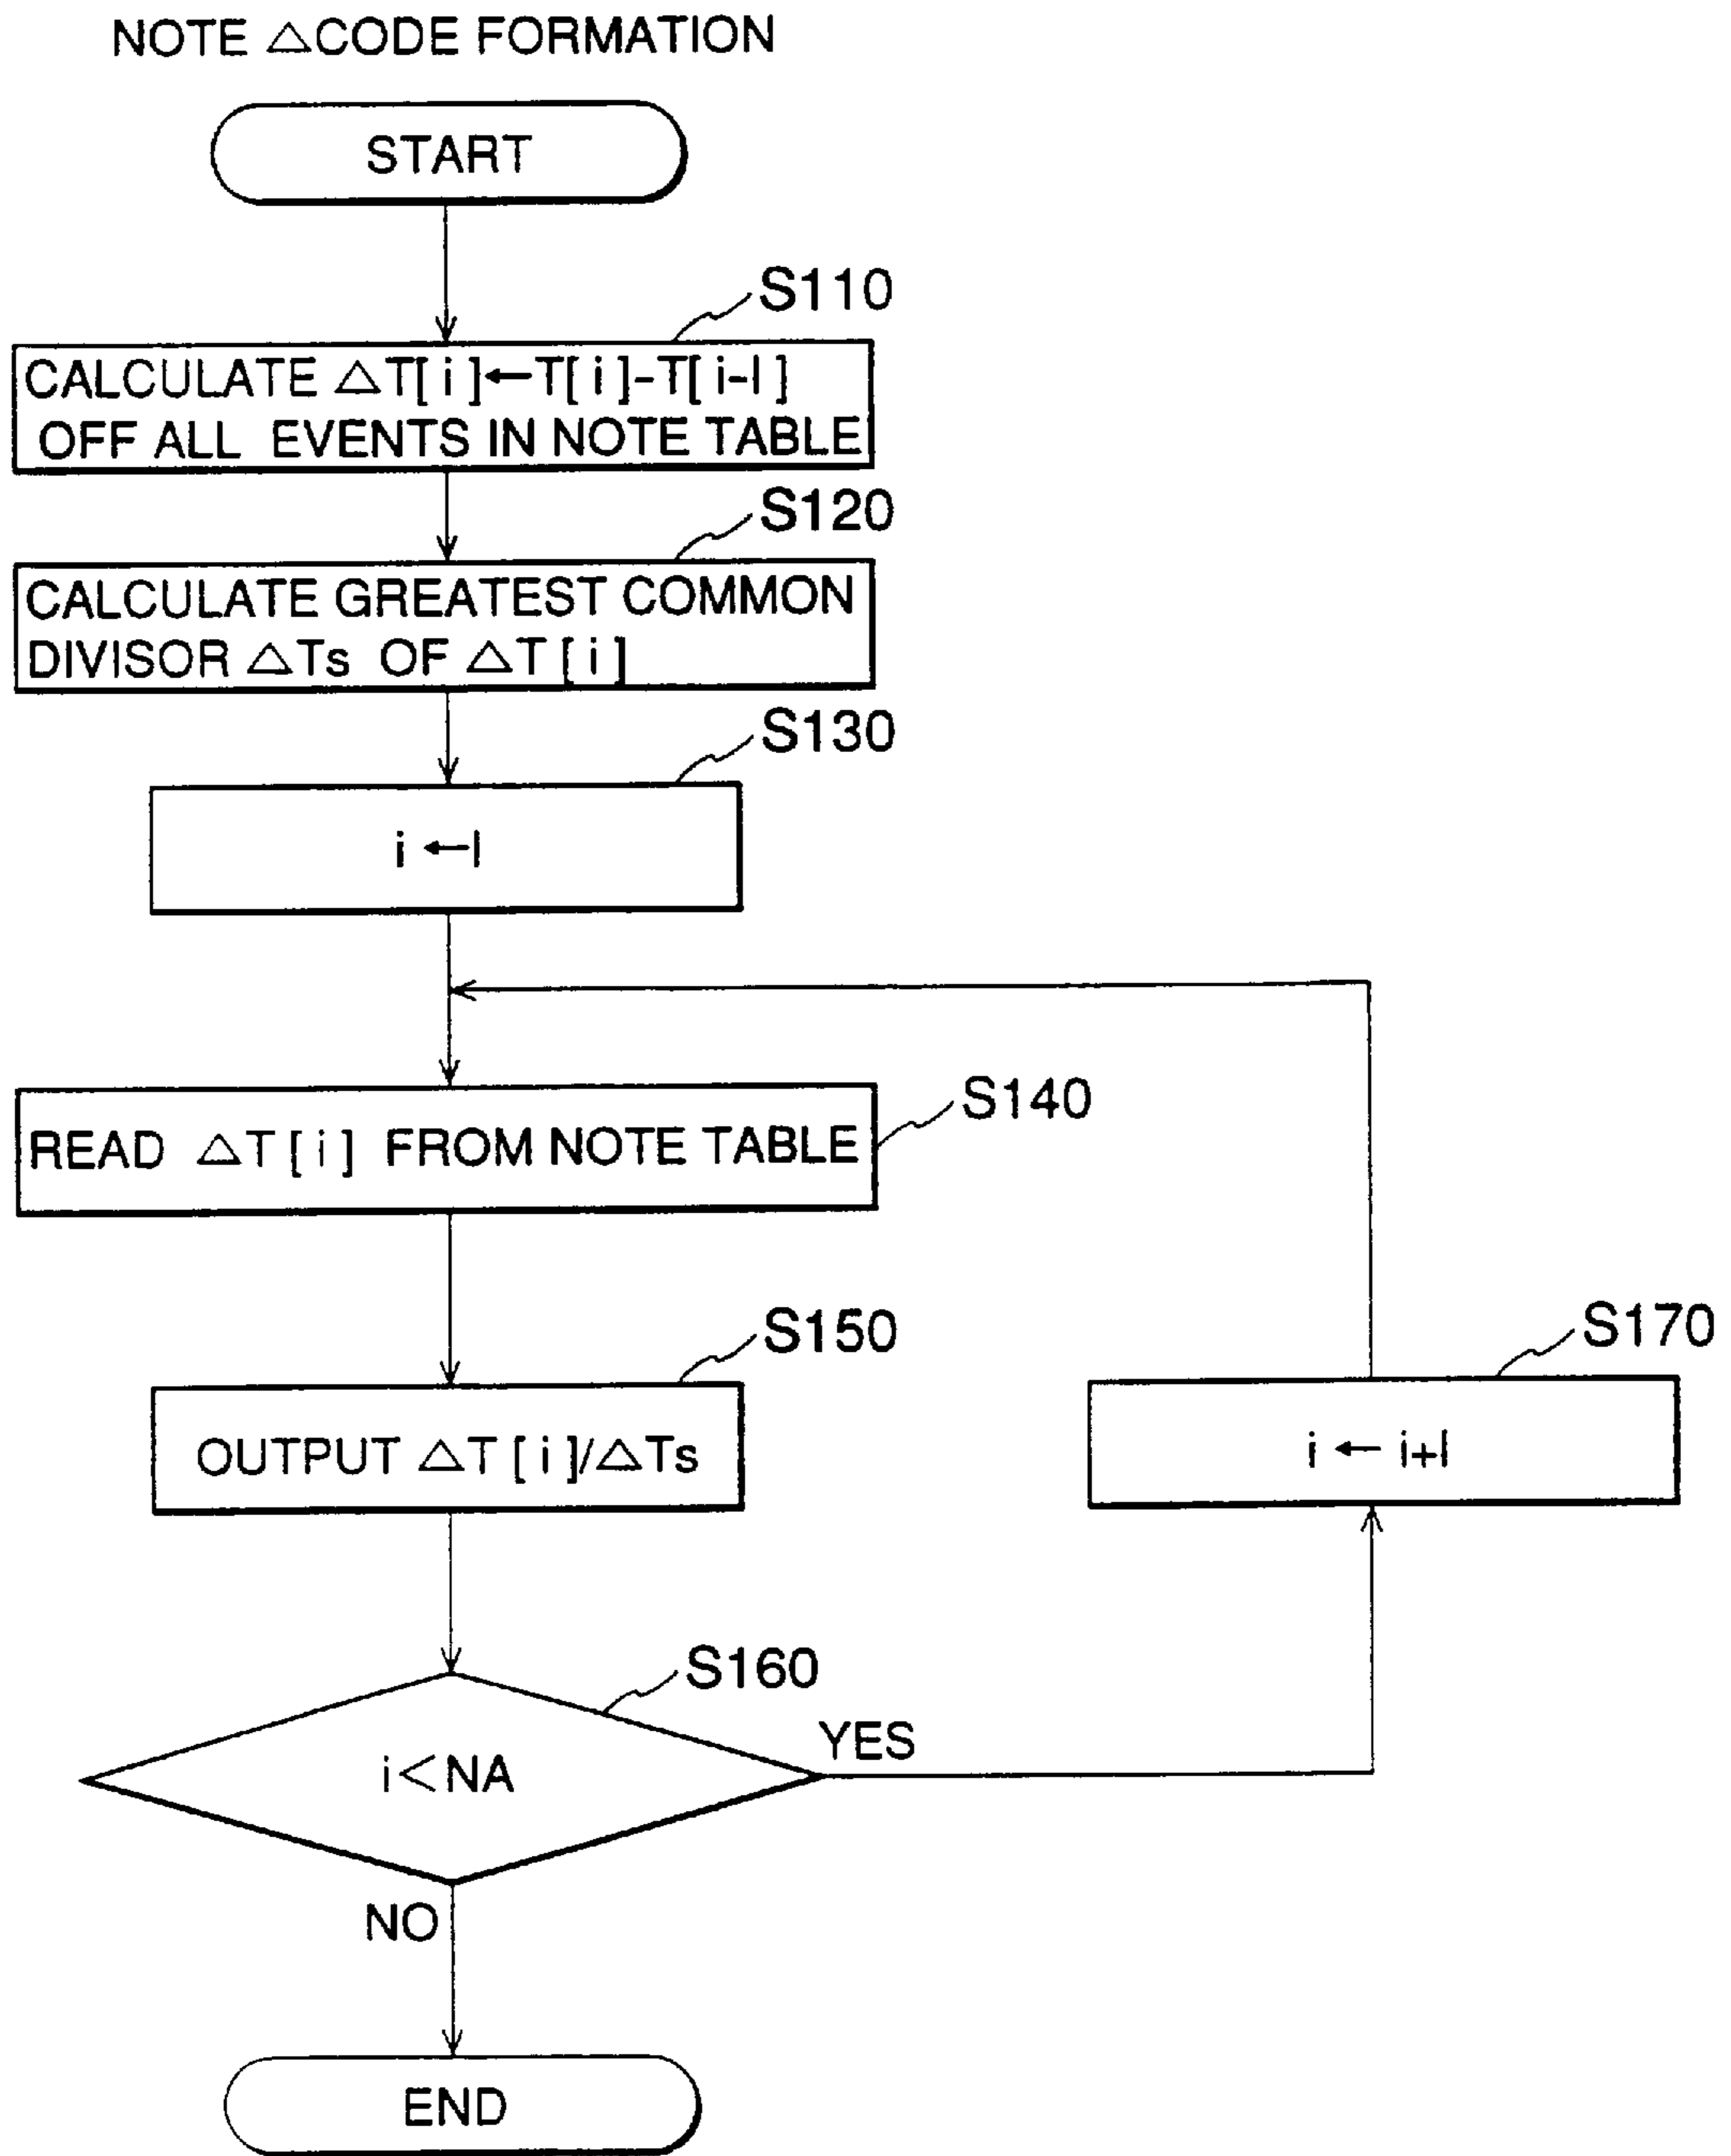 NOTE △CODE FORMATION
START
S110
CALCULATE △T[i]←T[i]-T[i-I]
OFF ALL EVENTS IN NOTE TABLE
S120
CALCULATE GREATEST COMMON
DIVISOR △Ts OF △T[i]
S130
i ←I
S140
READ △T[i] FROM NOTE TABLE
S150
OUTPUT △T[i]/△Ts
S170
i ← i+I
S160
i<NA
YES
NO
END